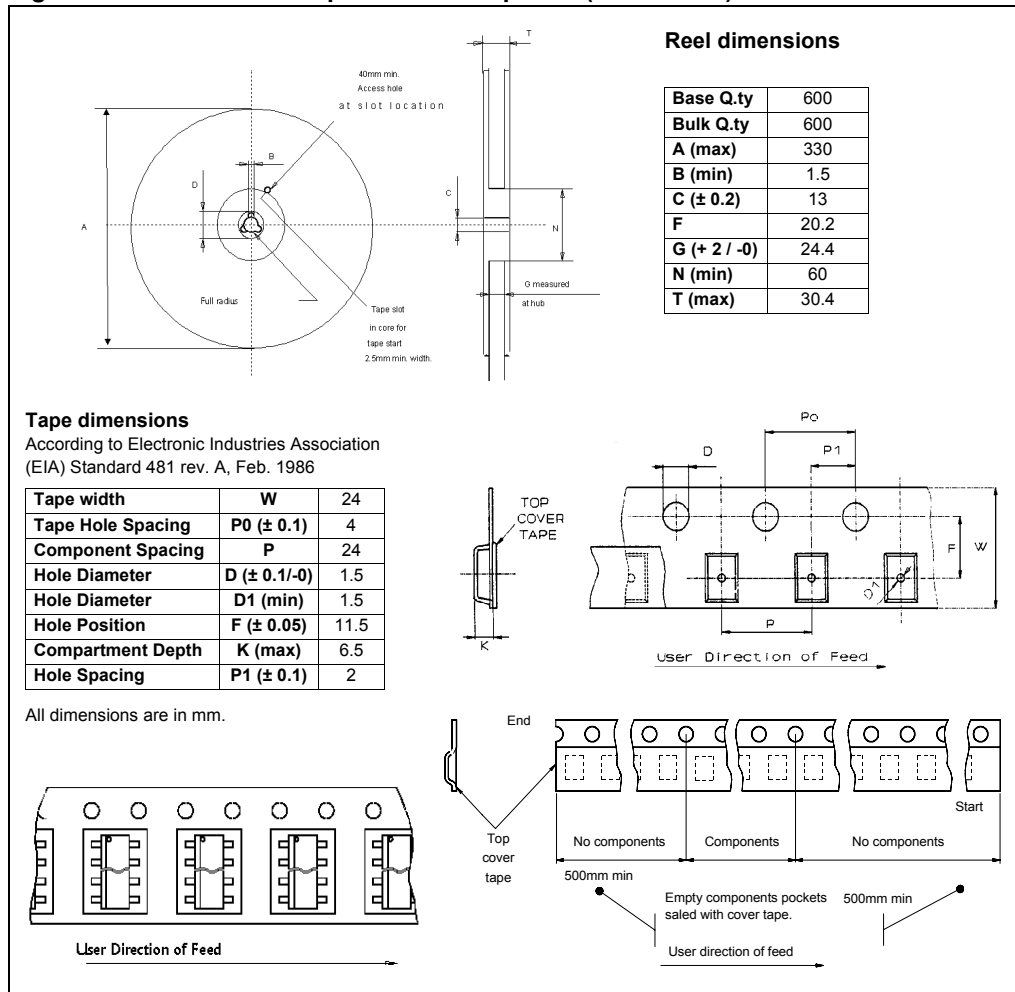 Reel dimensions
T
40mm min.
Access hole
at slot location
B
D
A
C
N
G measured
at hub
Full radius
Tape slot
in core for
tape start
2.5mm min. width.
Base Q.ty 600
Bulk Q.ty 600
A (max) 330
B (min) 1.5
C (± 0.2) 13
F 20.2
G (+ 2 / -0) 24.4
N (min) 60
T (max) 30.4
Tape dimensions
According to Electronic Industries Association
(EIA) Standard 481 rev. A, Feb. 1986
Tape width W 24
Tape Hole Spacing P0 (± 0.1) 4
Component Spacing P 24
Hole Diameter D (± 0.1/-0) 1.5
Hole Diameter D1 (min) 1.5
Hole Position F (± 0.05) 11.5
Compartment Depth K (max) 6.5
Hole Spacing P1 (± 0.1) 2
All dimensions are in mm.
TOP
COVER
TAPE
K
Po
D
P1
F
W
D1
P
User Direction of Feed
End
Start
Top
cover
tape
No components
Components
No components
500mm min
Empty components pockets
saled with cover tape.
500mm min
User direction of feed
User Direction of Feed